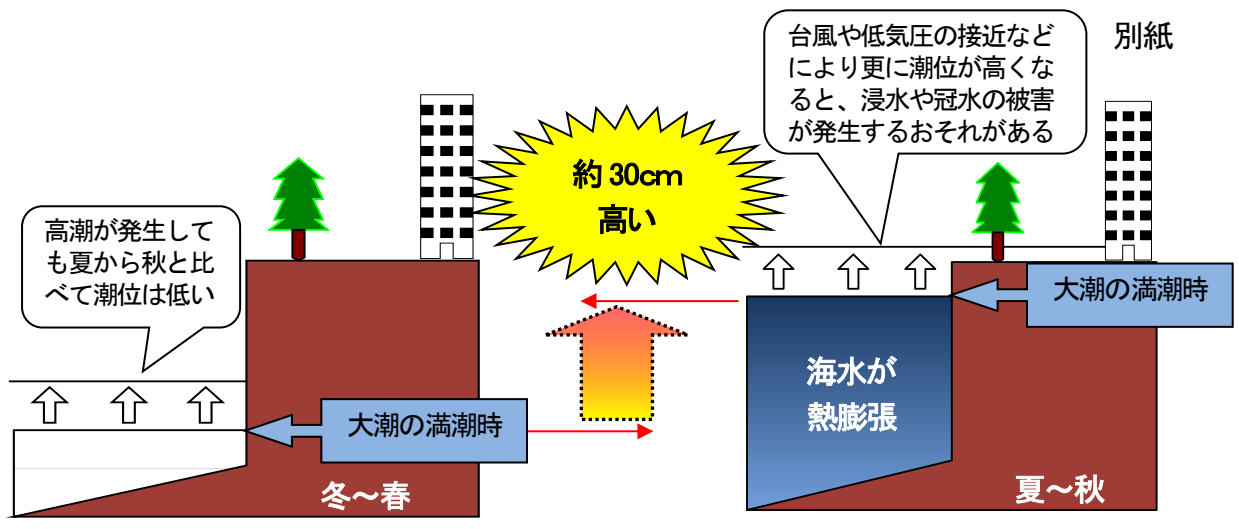 別紙
台風や低気圧の接近など
により更に潮位が高くな
ると、浸水や冠水の被害
が発生するおそれがある
約 30cm
高い
高潮が発生して
も夏から秋と比
べて潮位は低い
大潮の満潮時
海水が
熱膨張
大潮の満潮時
冬～春
夏～秋